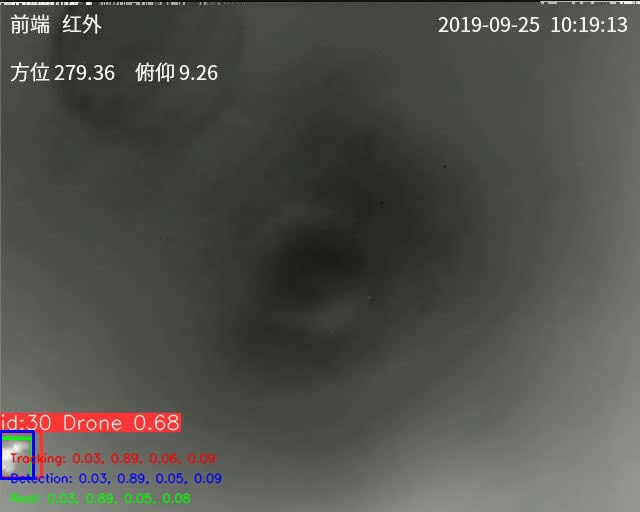 前端 红外
2019-09-25 10:19:13
方位 279.36 俯仰 9.26
id:30 Drone 0.68
Tracking: 0.03, 0.89, 0.06, 0.09
Detection: 0.03, 0.89, 0.05, 0.09
0.03, 0.89, 0.05, 0.08